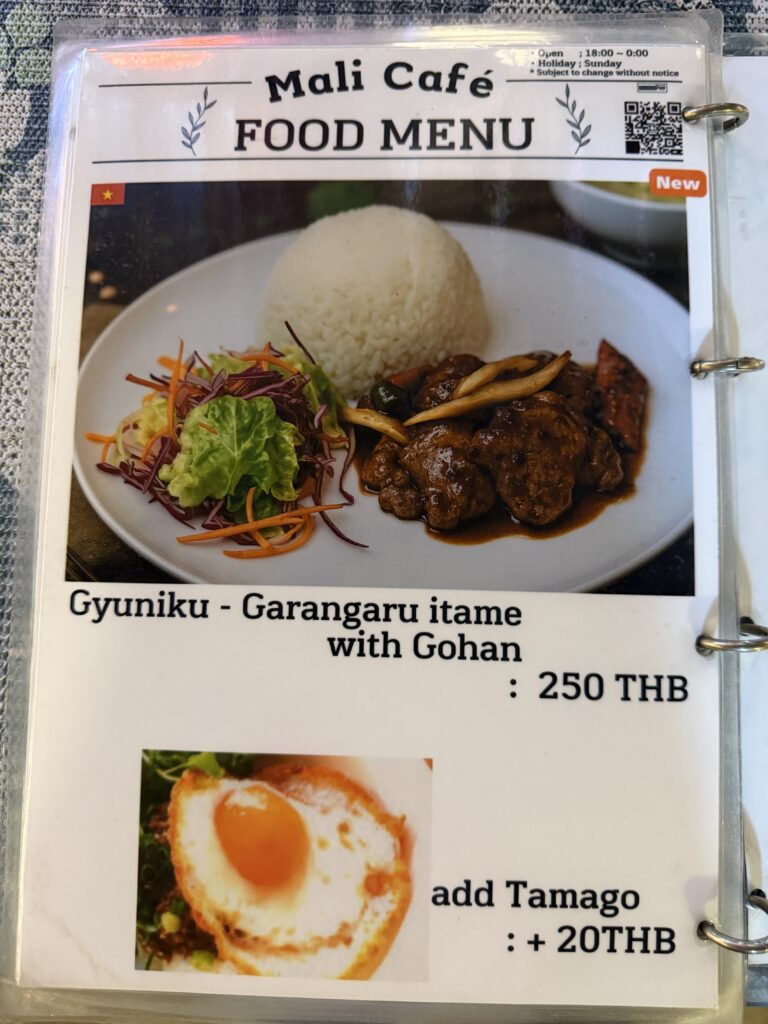 • Open ; 18:00 ~ 0:00
• Holiday ; Sunday
* Subject to change without notice
Mali Café
FOOD MENU
New
Gyuniku - Garangaru itame
with Gohan
: 250 THB
add Tamago
: + 20THB